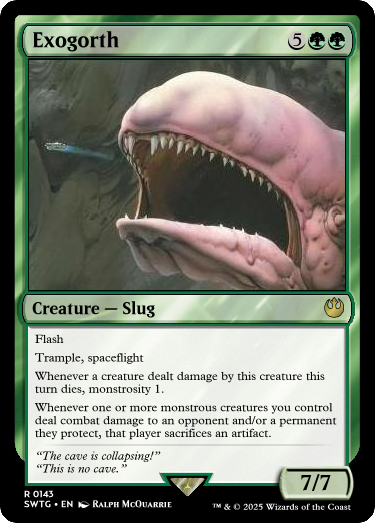 Exogorth 5
Creature — Slug
Flash
Trample, spaceflight
Whenever a creature dealt damage by this creature this
turn dies, monstrosity 1.
Whenever one or more monstrous creatures you control
deal combat damage to an opponent and/or a permanent
they protect, that player sacrifices an artifact.
“The cave is collapsing!”
“This is no cave.”
7/7
R 0143
SWTG • EN Ralph McQuarrie
™ & © 2025 Wizards of the Coast